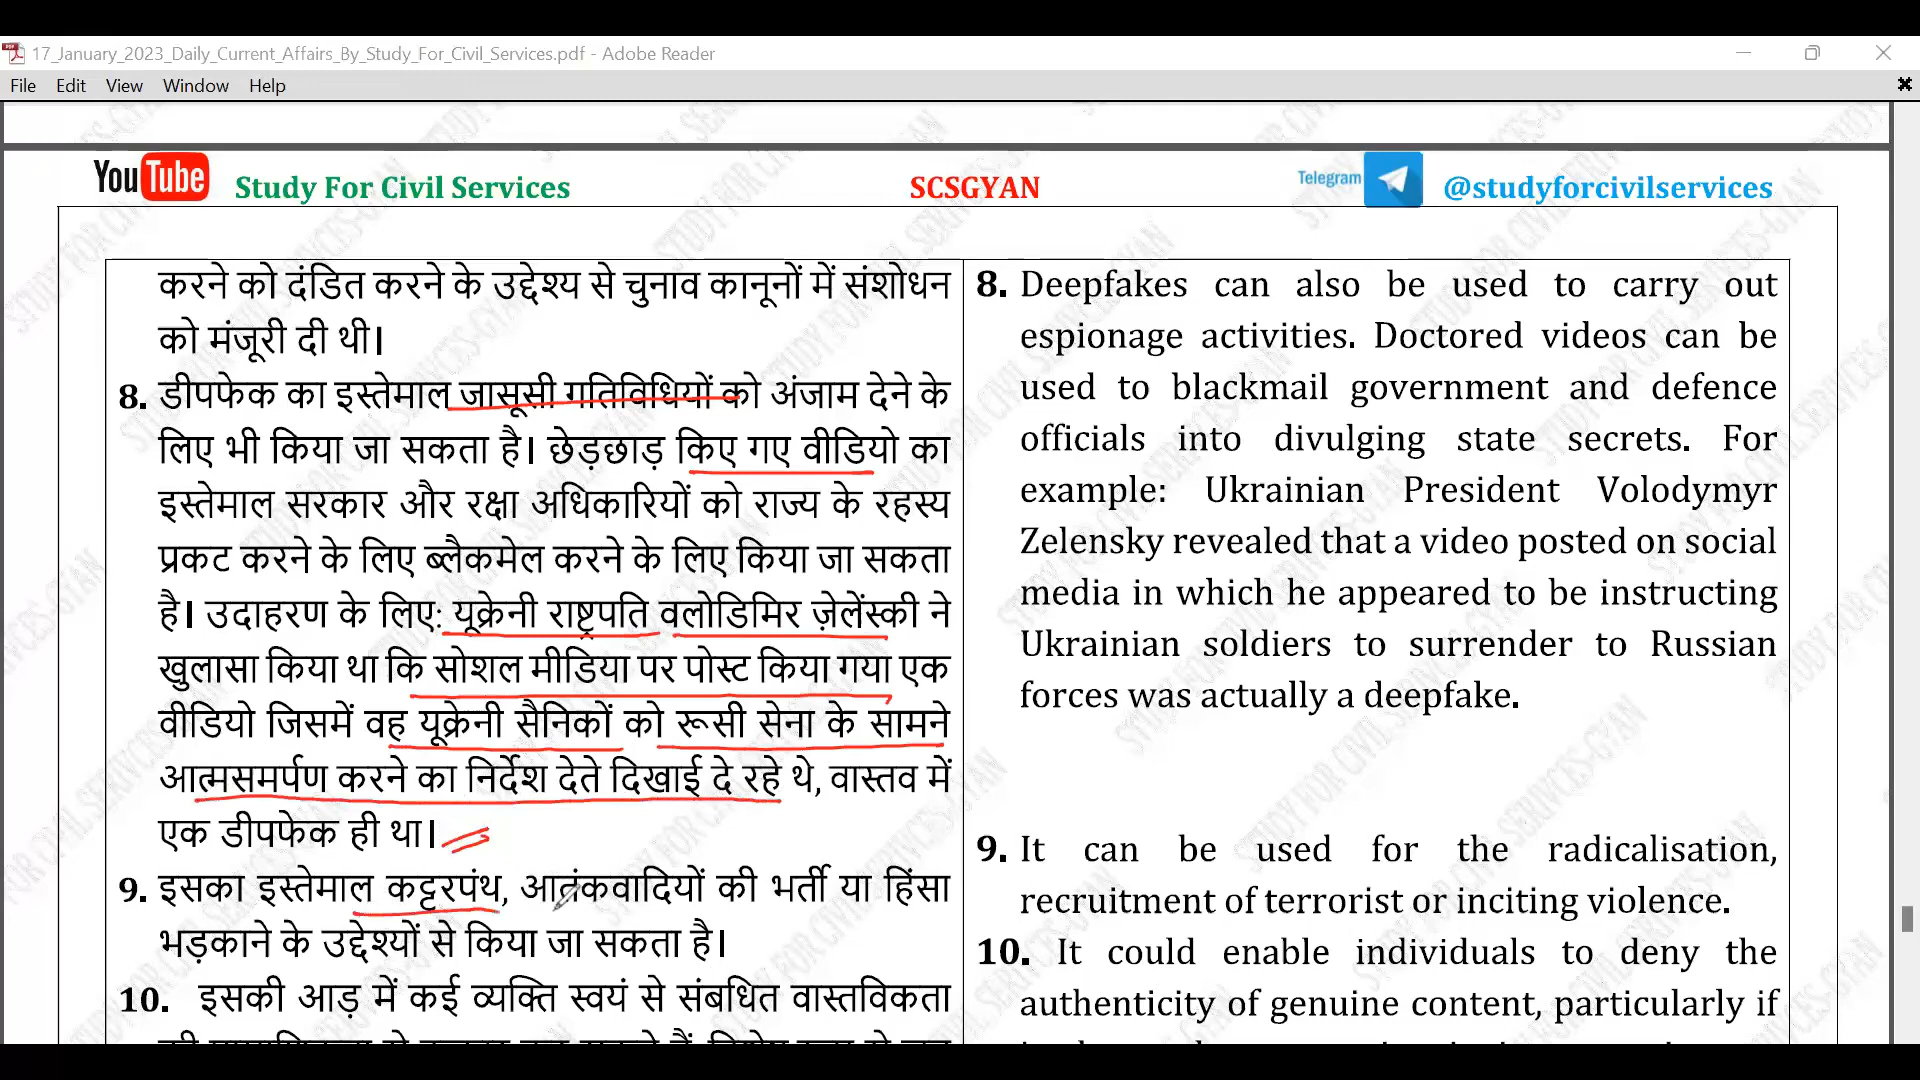 17_January_2023_Daily_Current_Affairs_By_Study_For_Civil_Services.pdf - Adobe Reader
File Edit View Window Help
YouTube Study For Civil Services SCSGYAN Telegram @studyforcivilservices
करने को दंडित करने के उद्देश्य से चुनाव कानूनों में संशोधन
को मंजूरी दी थी।
8. डीपफेक का इस्तेमाल जासूसी गतिविधियों को अंजाम देने के
लिए भी किया जा सकता है। छेड़छाड़ किए गए वीडियो का
इस्तेमाल सरकार और रक्षा अधिकारियों को राज्य के रहस्य
प्रकट करने के लिए ब्लैकमेल करने के लिए किया जा सकता
है। उदाहरण के लिए: यूक्रेनी राष्ट्रपति वलोडिमिर ज़ेलेंस्की ने
खुलासा किया था कि सोशल मीडिया पर पोस्ट किया गया एक
वीडियो जिसमें वह यूक्रेनी सैनिकों को रूसी सेना के सामने
आत्मसमर्पण करने का निर्देश देते दिखाई दे रहे थे, वास्तव में
एक डीपफेक ही था।
9. इसका इस्तेमाल कट्टरपंथ, आतंकवादियों की भर्ती या हिंसा
भड़काने के उद्देश्यों से किया जा सकता है।
10. इसकी आड़ में कई व्यक्ति स्वयं से संबधित वास्तविकता
8. Deepfakes can also be used to carry out
espionage activities. Doctored videos can be
used to blackmail government and defence
officials into divulging state secrets. For
example: Ukrainian President Volodymyr
Zelensky revealed that a video posted on social
media in which he appeared to be instructing
Ukrainian soldiers to surrender to Russian
forces was actually a deepfake.
9. It can be used for the radicalisation,
recruitment of terrorist or inciting violence.
10. It could enable individuals to deny the
authenticity of genuine content, particularly if